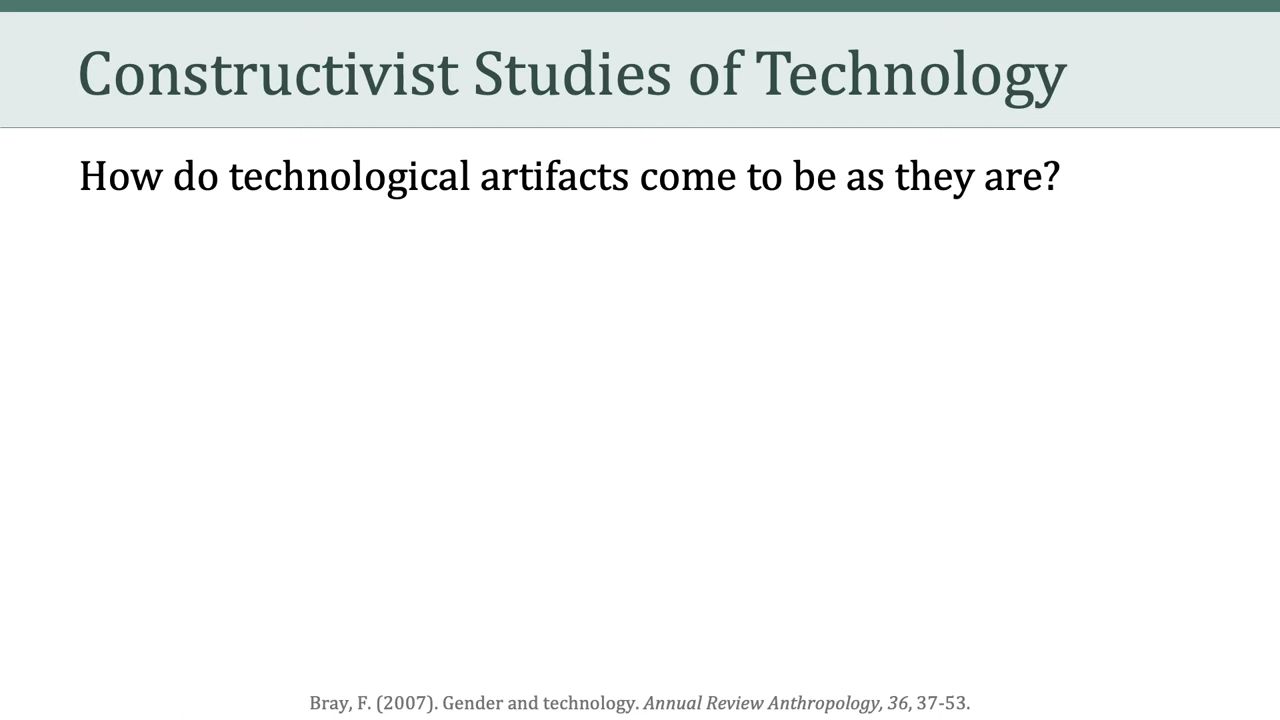 Constructivist Studies of Technology
How do technological artifacts come to be as they are?
Bray, F. (2007). Gender and technology. Annual Review Anthropology, 36, 37-53.